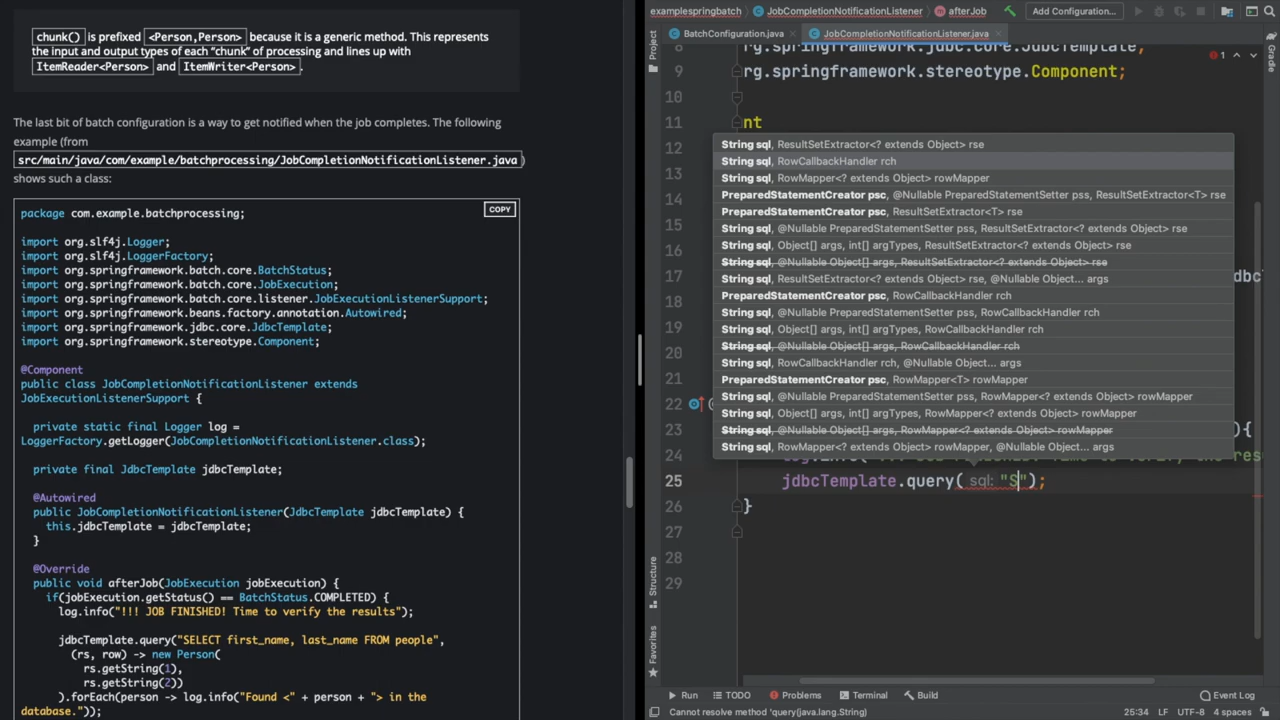 chunk() is prefixed <Person,Person> because it is a generic method. This represents
the input and output types of each “chunk” of processing and lines up with
ItemReader<Person> and ItemWriter<Person>.
The last bit of batch configuration is a way to get notified when the job completes. The following
example (from
src/main/java/com/example/batchprocessing/JobCompletionNotificationListener.java)
shows such a class:
COPY
package com.example.batchprocessing;
import org.slf4j.Logger;
import org.slf4j.LoggerFactory;
import org.springframework.batch.core.BatchStatus;
import org.springframework.batch.core.JobExecution;
import org.springframework.batch.core.listener.JobExecutionListenerSupport;
import org.springframework.beans.factory.annotation.Autowired;
import org.springframework.jdbc.core.JdbcTemplate;
import org.springframework.stereotype.Component;
@Component
public class JobCompletionNotificationListener extends
JobExecutionListenerSupport {
private static final Logger log =
LoggerFactory.getLogger(JobCompletionNotificationListener.class);
private final JdbcTemplate jdbcTemplate;
@Autowired
public JobCompletionNotificationListener(JdbcTemplate jdbcTemplate) {
this.jdbcTemplate = jdbcTemplate;
}
@Override
public void afterJob(JobExecution jobExecution) {
if(jobExecution.getStatus() == BatchStatus.COMPLETED) {
log.info("!!! JOB FINISHED! Time to verify the results");
jdbcTemplate.query("SELECT first_name, last_name FROM people",
(rs, row) -> new Person(
rs.getString(1),
rs.getString(2))
).forEach(person -> log.info("Found <" + person + "> in the
database."));
examplespringbatch JobCompletionNotificationListener afterJob Add Configuration...
BatchConfiguration.java JobCompletionNotificationListener.java
Project
Gradle
8 rg.springframework.jdbc.core.JdbcTemplate;
9 rg.springframework.stereotype.Component; 1
10
11 nt
12
13
14
15
16
17 dbc
18
19
20
21
22
23 ){
24
25 jdbcTemplate.query( sql: "S");
26 }
27
28
29
String sql, ResultSetExtractor<? extends Object> rse
String sql, RowCallbackHandler rch
String sql, RowMapper<? extends Object> rowMapper
PreparedStatementCreator psc, @Nullable PreparedStatementSetter pss, ResultSetExtractor<T> rse
PreparedStatementCreator psc, ResultSetExtractor<T> rse
String sql, @Nullable PreparedStatementSetter pss, ResultSetExtractor<? extends Object> rse
String sql, Object[] args, int[] argTypes, ResultSetExtractor<? extends Object> rse
String sql, @Nullable Object[] args, ResultSetExtractor<? extends Object> rse
String sql, ResultSetExtractor<? extends Object> rse, @Nullable Object... args
PreparedStatementCreator psc, RowCallbackHandler rch
String sql, @Nullable PreparedStatementSetter pss, RowCallbackHandler rch
String sql, Object[] args, int[] argTypes, RowCallbackHandler rch
String sql, @Nullable Object[] args, RowCallbackHandler rch
String sql, RowCallbackHandler rch, @Nullable Object... args
PreparedStatementCreator psc, RowMapper<T> rowMapper
String sql, @Nullable PreparedStatementSetter pss, RowMapper<? extends Object> rowMapper
String sql, Object[] args, int[] argTypes, RowMapper<? extends Object> rowMapper
String sql, @Nullable Object[] args, RowMapper<? extends Object> rowMapper
String sql, RowMapper<? extends Object> rowMapper, @Nullable Object... args
Structure
Favorites
Run TODO Problems Terminal Build Event Log
Cannot resolve method 'query(java.lang.String) 25:34 LF UTF-8 4 spaces